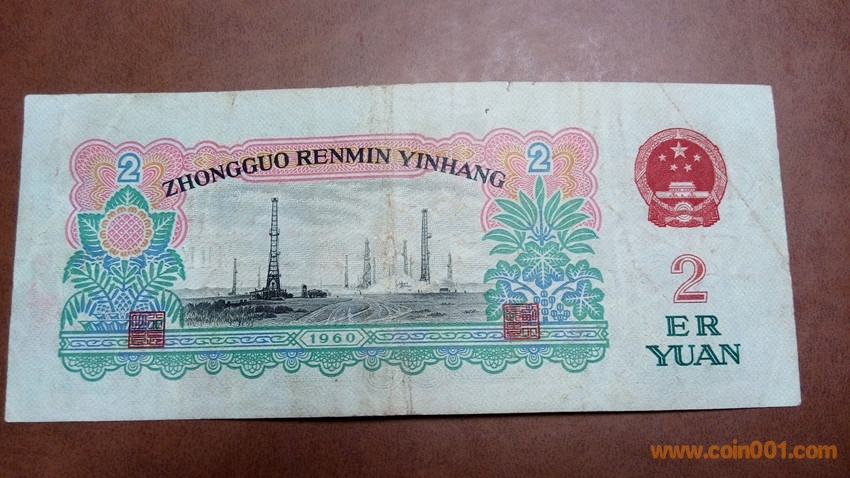 2
ZHONGGUO RENMIN YINHANG
2
2
ER
YUAN
1960
www.coin001.com